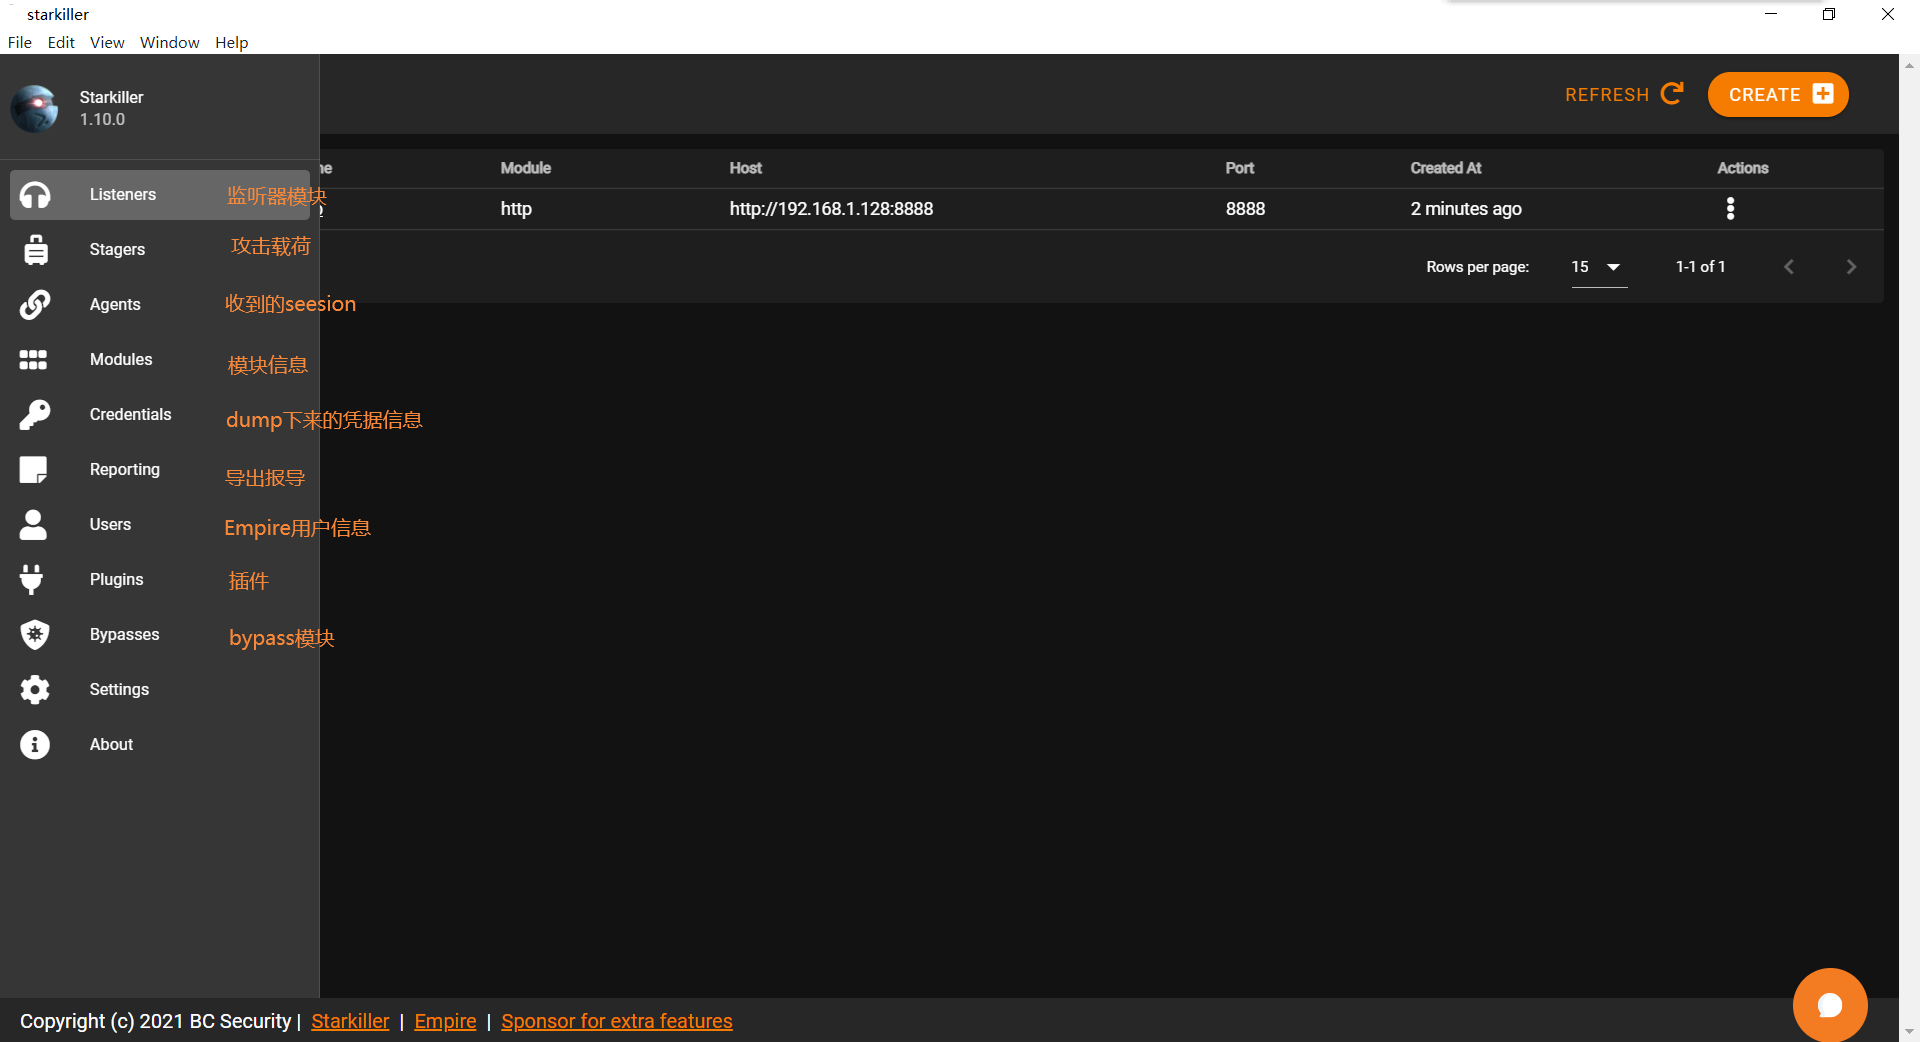 starkiller
File Edit View Window Help
Starkiller
1.10.0
REFRESH CREATE
Module Host Port Created At Actions
http http://192.168.1.128:8888 8888 2 minutes ago
Rows per page: 15 1-1 of 1
Listeners 监听器模块
Stagers 攻击载荷
Agents 收到的seesion
Modules 模块信息
Credentials dump下来的凭据信息
Reporting 导出报导
Users Empire用户信息
Plugins 插件
Bypasses bypass模块
Settings
About
Copyright (c) 2021 BC Security | Starkiller | Empire | Sponsor for extra features